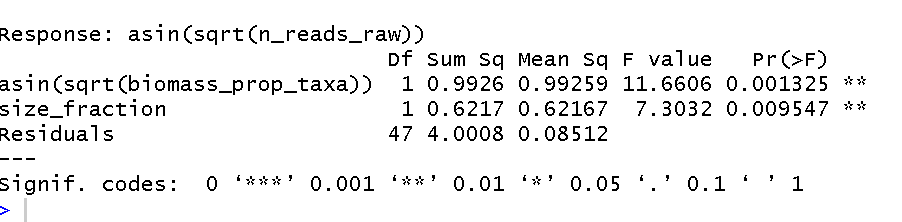 Response: asin(sqrt(n_reads_raw))
                               Df Sum Sq Mean Sq F value   Pr(>F)
asin(sqrt(biomass_prop_taxa))  1 0.9926 0.99259 11.6606 0.001325 **
size_fraction                  1 0.6217 0.62167  7.3032 0.009547 **
Residuals                     47 4.0008 0.08512
---
Signif. codes:  0 ‘***’ 0.001 ‘**’ 0.01 ‘*’ 0.05 ‘.’ 0.1 ‘ ’ 1
>